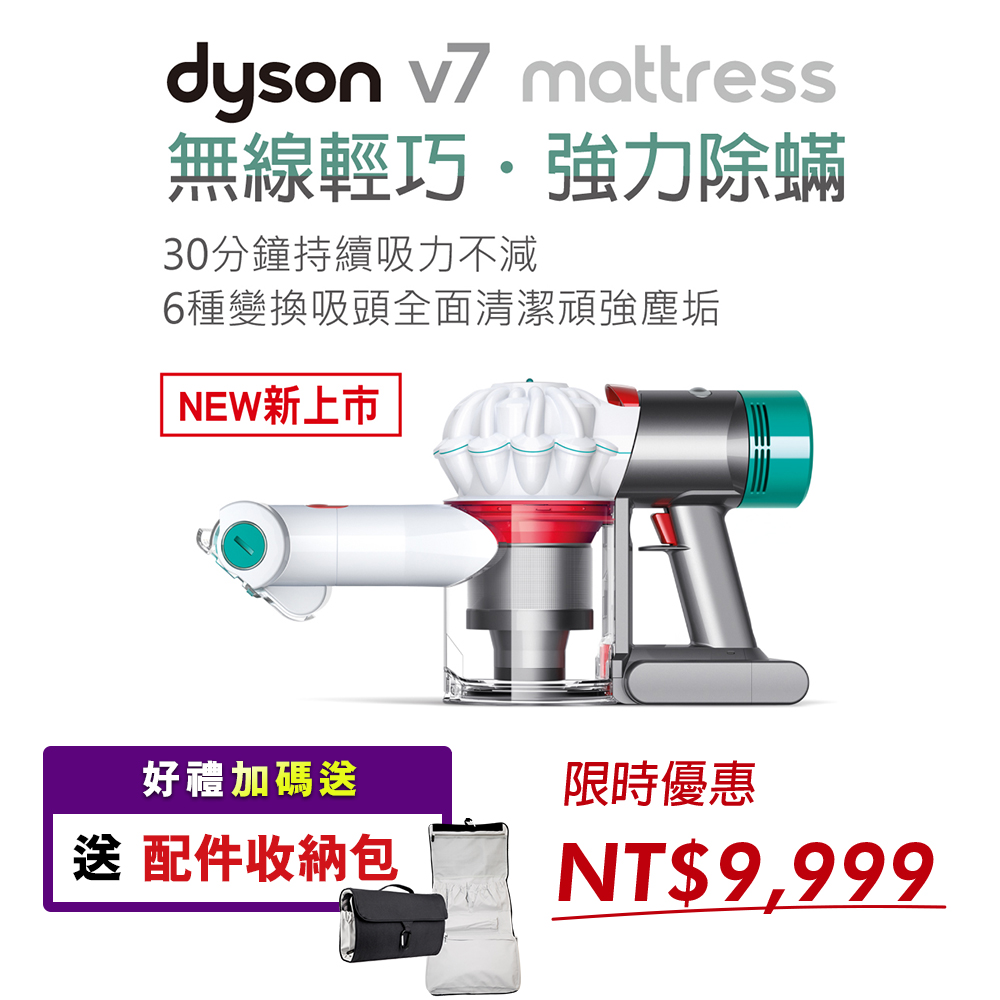 dyson v7 mattress
無線輕巧・強力除蟎
30分鐘持續吸力不減
6種變換吸頭全面清潔頑強塵垢
NEW新上市
好禮加碼送
送 配件收納包
限時優惠
NT$9,999